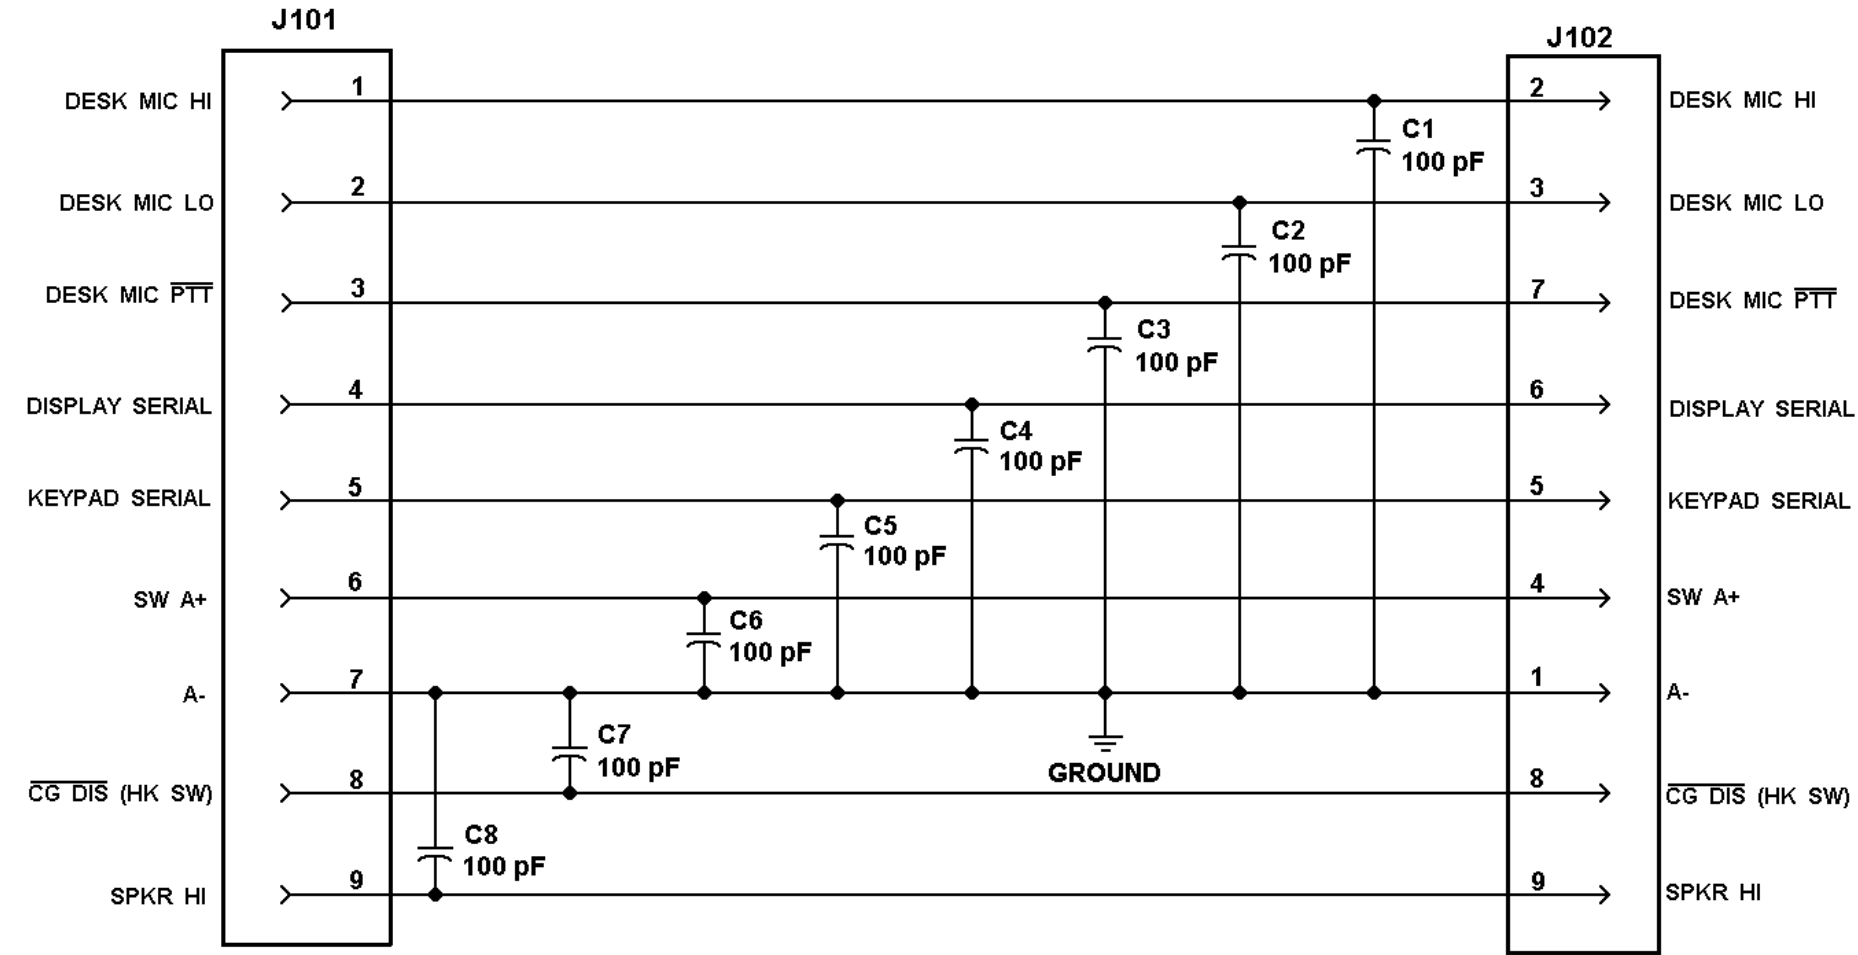 J101
J102
DESK MIC HI 1 2 DESK MIC HI
C1
100 pF
DESK MIC LO 2 3 DESK MIC LO
C2
100 pF
DESK MIC PTT 3 7 DESK MIC PTT
C3
100 pF
DISPLAY SERIAL 4 6 DISPLAY SERIAL
C4
100 pF
KEYPAD SERIAL 5 5 KEYPAD SERIAL
C5
100 pF
SW A+ 6 4 SW A+
C6
100 pF
A- 7 1 A-
C7
100 pF
GROUND
CG DIS (HK SW) 8 8 CG DIS (HK SW)
C8
100 pF
SPKR HI 9 9 SPKR HI